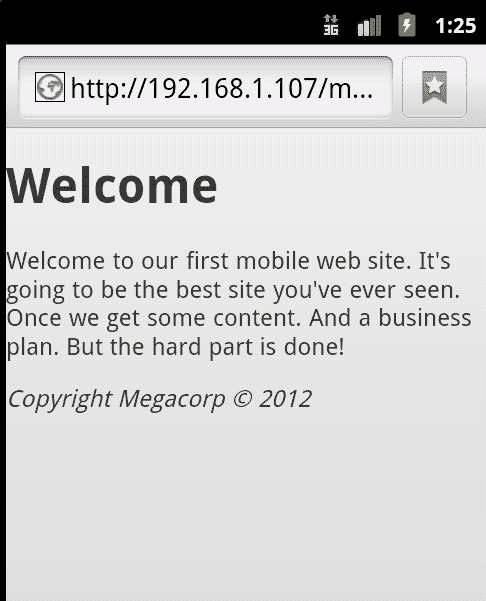 3G 1:25
http://192.168.1.107/m...
Welcome
Welcome to our first mobile web site. It's
going to be the best site you've ever seen.
Once we get some content. And a business
plan. But the hard part is done!
Copyright Megacorp © 2012